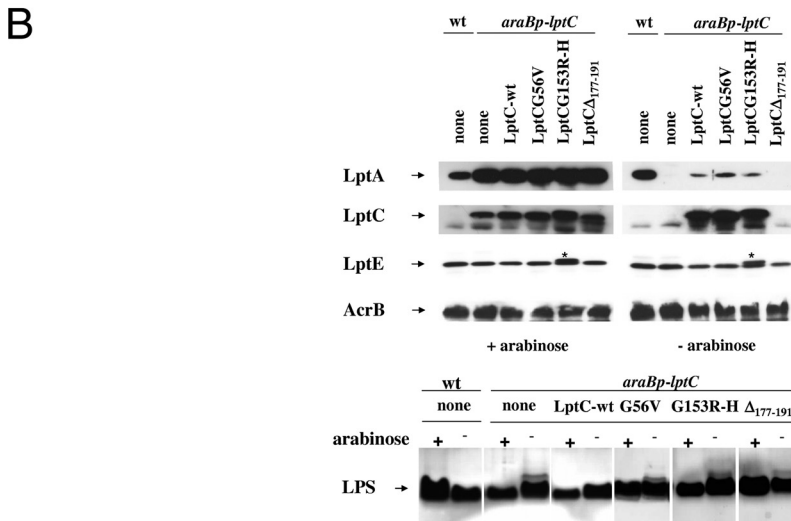 B
wt araBp-lptC araBp-lptC
none none LptC-wt LptCG56V LptCG153R-H LptCΔ177-191 none none LptC-wt LptCG56V LptCG153R-H LptCΔ177-191
LptA →
LptC →
LptE → * *
AcrB →
+ arabinose - arabinose
wt araBp-lptC
none none LptC-wt G56V G153R-H Δ177-191
arabinose + - + - + - + - + - + -
LPS →